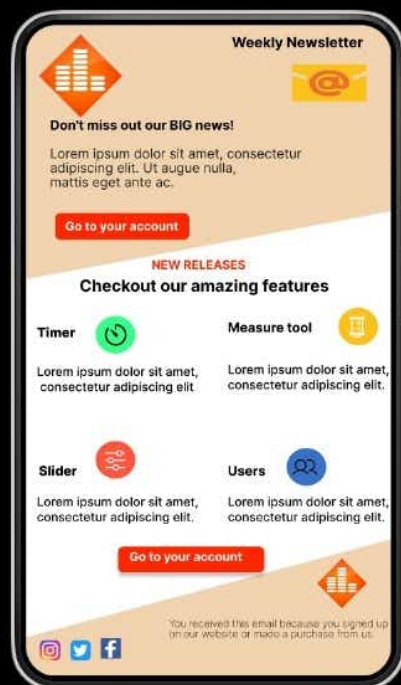 Weekly Newsletter
@
Don't miss out our BIG news!
Lorem ipsum dolor sit amet, consectetur
adipiscing elit. Ut augue nulla,
mattis eget ante ac.
Go to your account
NEW RELEASES
Checkout our amazing features
Timer
Measure tool
Lorem ipsum dolor sit amet,
consectetur adipiscing elit
Lorem ipsum dolor sit amet,
consectetur adipiscing elit.
Slider
Users
Lorem ipsum dolor sit amet,
consectetur adipiscing elit.
Lorem ipsum dolor sit amet,
consectetur adipiscing elit.
Go to your account
You received this email because you signed up
on our website or made a purchase from us.